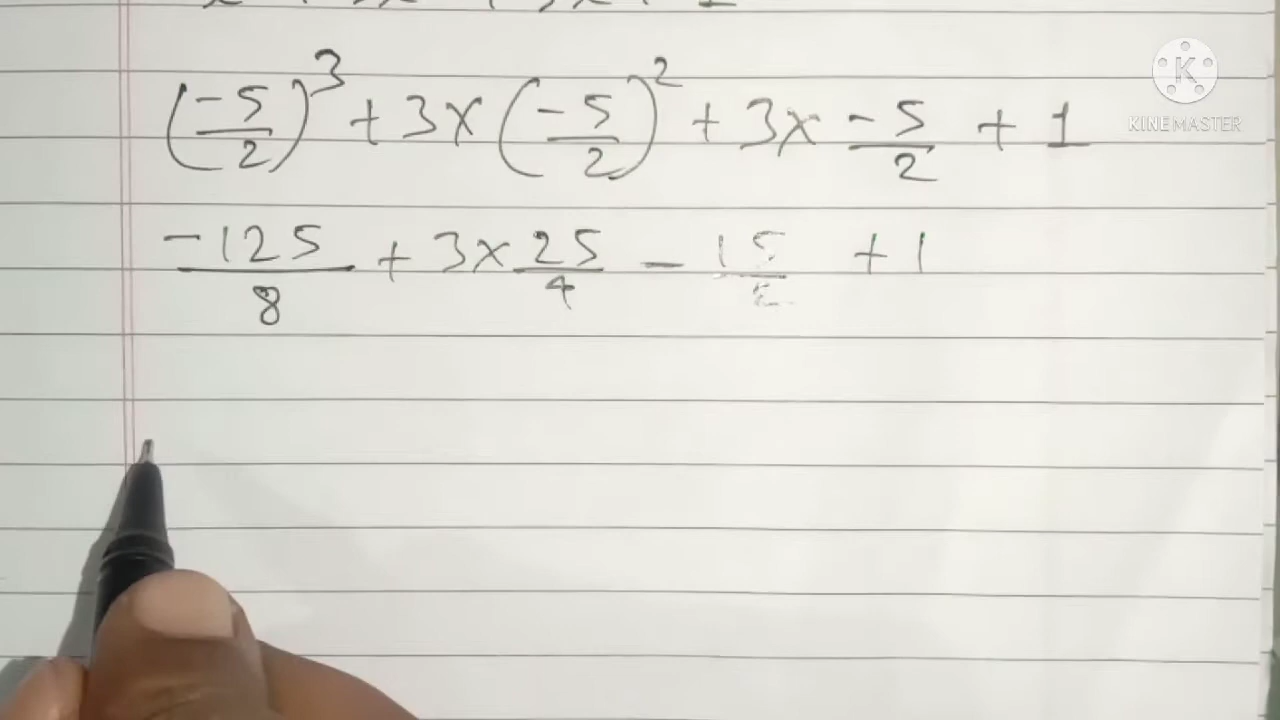 (-5/2)³ + 3x(-5/2)² + 3x -5/2 + 1
-125/8 + 3x 25/4 - 15/2 + 1
KINEMASTER